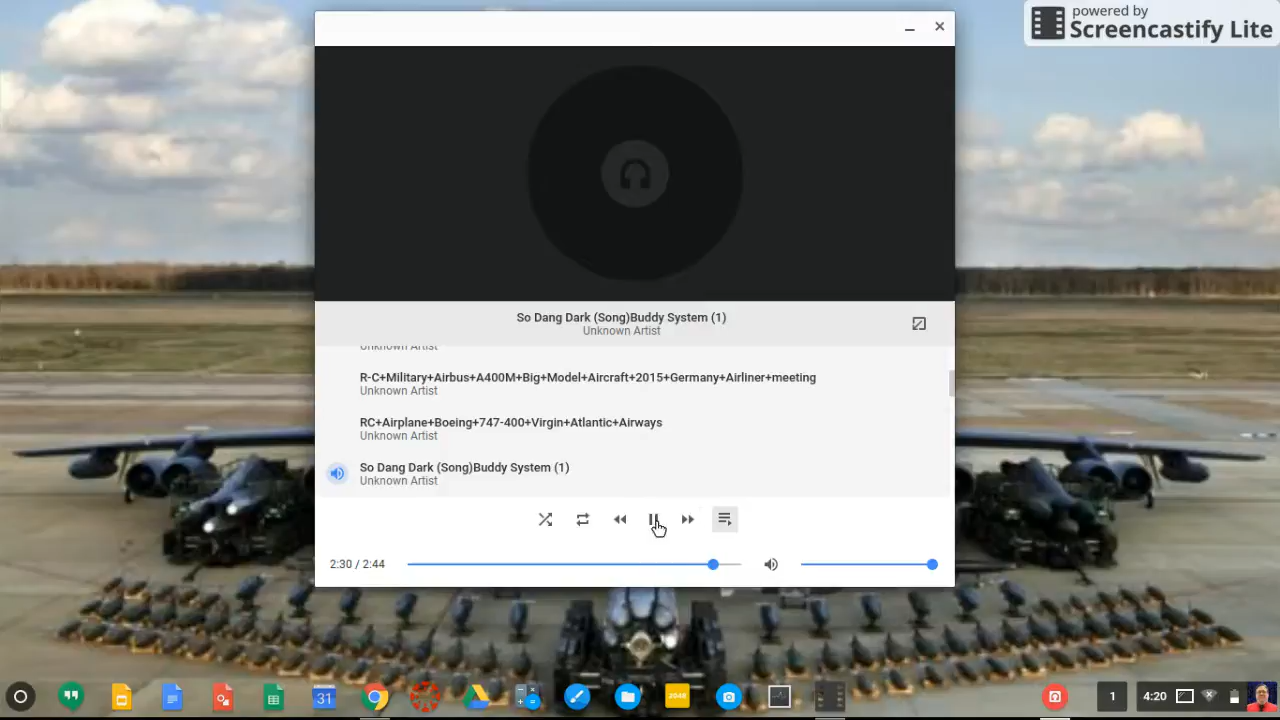 powered by
Screencastify Lite
So Dang Dark (Song)Buddy System (1)
Unknown Artist
Unknown Artist
R-C+Military+Airbus+A400M+Big+Model+Aircraft+2015+Germany+Airliner+meeting
Unknown Artist
RC+Airplane+Boeing+747-400+Virgin+Atlantic+Airways
Unknown Artist
So Dang Dark (Song)Buddy System (1)
Unknown Artist
2:30 / 2:44
31
2048
1
4:20